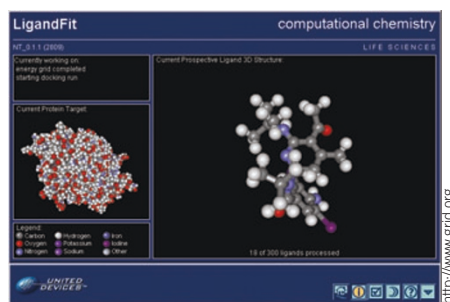 LigandFit
computational chemistry
NT_0.1.1 (2809)
LIFE SCIENCES
Currently working on:
energy grid completed
starting docking run
Current Prospective Ligand 3D Structure:
Current Protein Target:
Legend:
Carbon Hydrogen Iron
Oxygen Potassium Iodine
Nitrogen Sodium Other
18 of 300 ligands processed
UNITED
DEVICES
http://www.grid.org